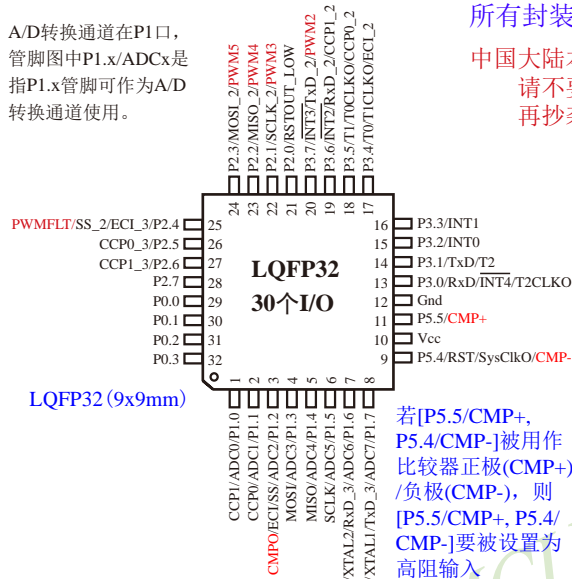 A/D转换通道在P1口，
管脚图中P1.x/ADCx是
指P1.x管脚可作为A/D
转换通道使用。
所有封装
中国大陆本
请不要
再抄袭
P2.3/MOSI_2/PWM5
P2.2/MISO_2/PWM4
P2.1/SCLK_2/PWM3
P2.0/RSTOUT_LOW
P3.7/INT3/TxD_2/PWM2
P3.6/INT2/RxD_2/CCP1_2
P3.5/T1/T0CLKO/CCP0_2
P3.4/T0/T1CLKO/ECI_2
24 23 22 21 20 19 18 17
PWMFLT/SS_2/ECI_3/P2.4 25
CCP0_3/P2.5 26
CCP1_3/P2.6 27
P2.7 28
P0.0 29
P0.1 30
P0.2 31
P0.3 32
LQFP32
30个I/O
16 P3.3/INT1
15 P3.2/INT0
14 P3.1/TxD/T2
13 P3.0/RxD/INT4/T2CLKO
12 Gnd
11 P5.5/CMP+
10 Vcc
9 P5.4/RST/SysClkO/CMP-
1 2 3 4 5 6 7 8
CCP1/ADC0/P1.0
CCP0/ADC1/P1.1
CMPO/ECI/SS/ADC2/P1.2
MOSI/ADC3/P1.3
MISO/ADC4/P1.4
SCLK/ADC5/P1.5
XTAL2/RxD_3/ADC6/P1.6
XTAL1/TxD_3/ADC7/P1.7
LQFP32(9x9mm)
若[P5.5/CMP+,
P5.4/CMP-]被用作
比较器正极(CMP+)
/负极(CMP-)，则
[P5.5/CMP+, P5.4/
CMP-]要被设置为
高阻输入